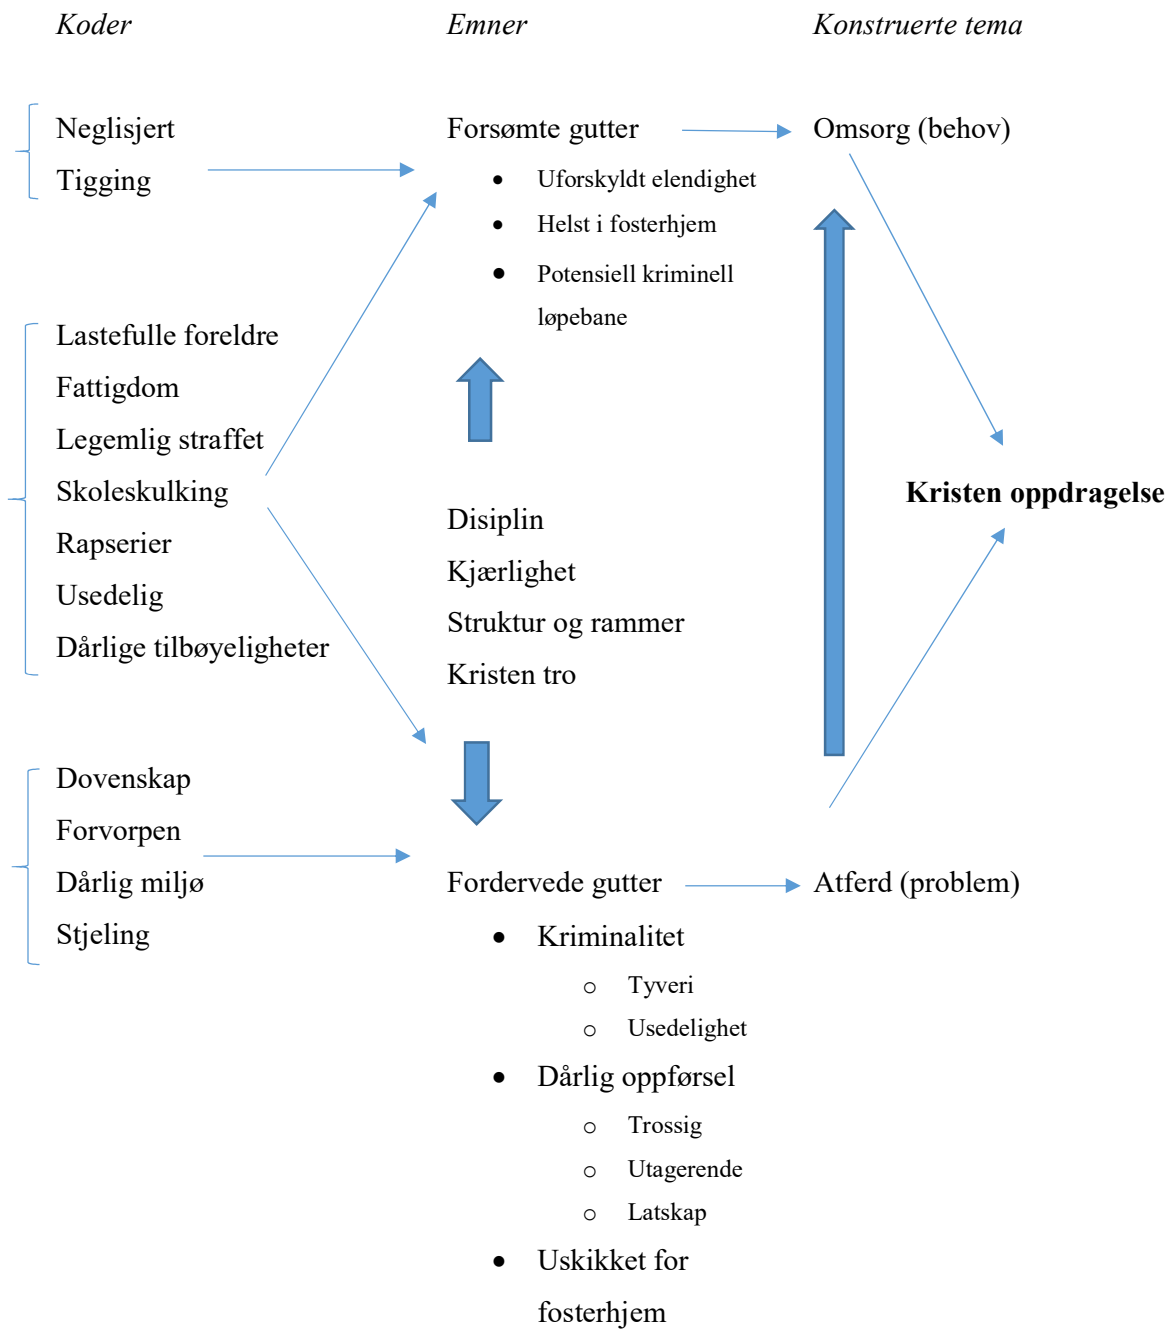 Koder
Emner
Konstruerte tema
Neglisjert
Tigging
Lastefulle foreldre
Fattigdom
Legemlig straffet
Skoleskulking
Rapserier
Usedelig
Dårlige tilbøyeligheter
Dovenskap
Forvorpen
Dårlig miljø
Stjeling
Forsømte gutter
• Uforskyldt elendighet
• Helst i fosterhjem
• Potensiell kriminell
løpebane
Disiplin
Kjærlighet
Struktur og rammer
Kristen tro
Fordervede gutter
• Kriminalitet
o Tyveri
o Usedelighet
• Dårlig oppførsel
o Trossig
o Utagerende
o Latskap
• Uskikket for
fosterhjem
Omsorg (behov)
Kristen oppdragelse
Atferd (problem)